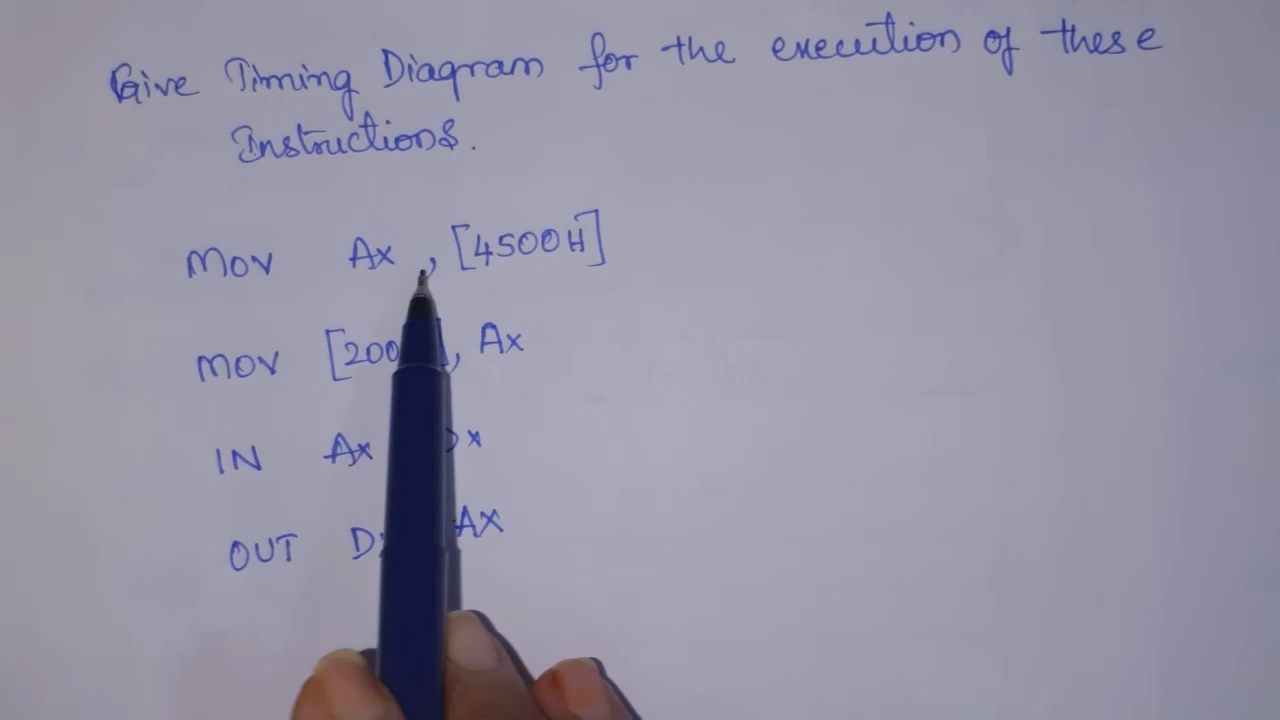 Give Timing Diagram for the execution of these
Instructions.
MOV AX , [4500H]
MOV , AX
IN AX
OUT AX